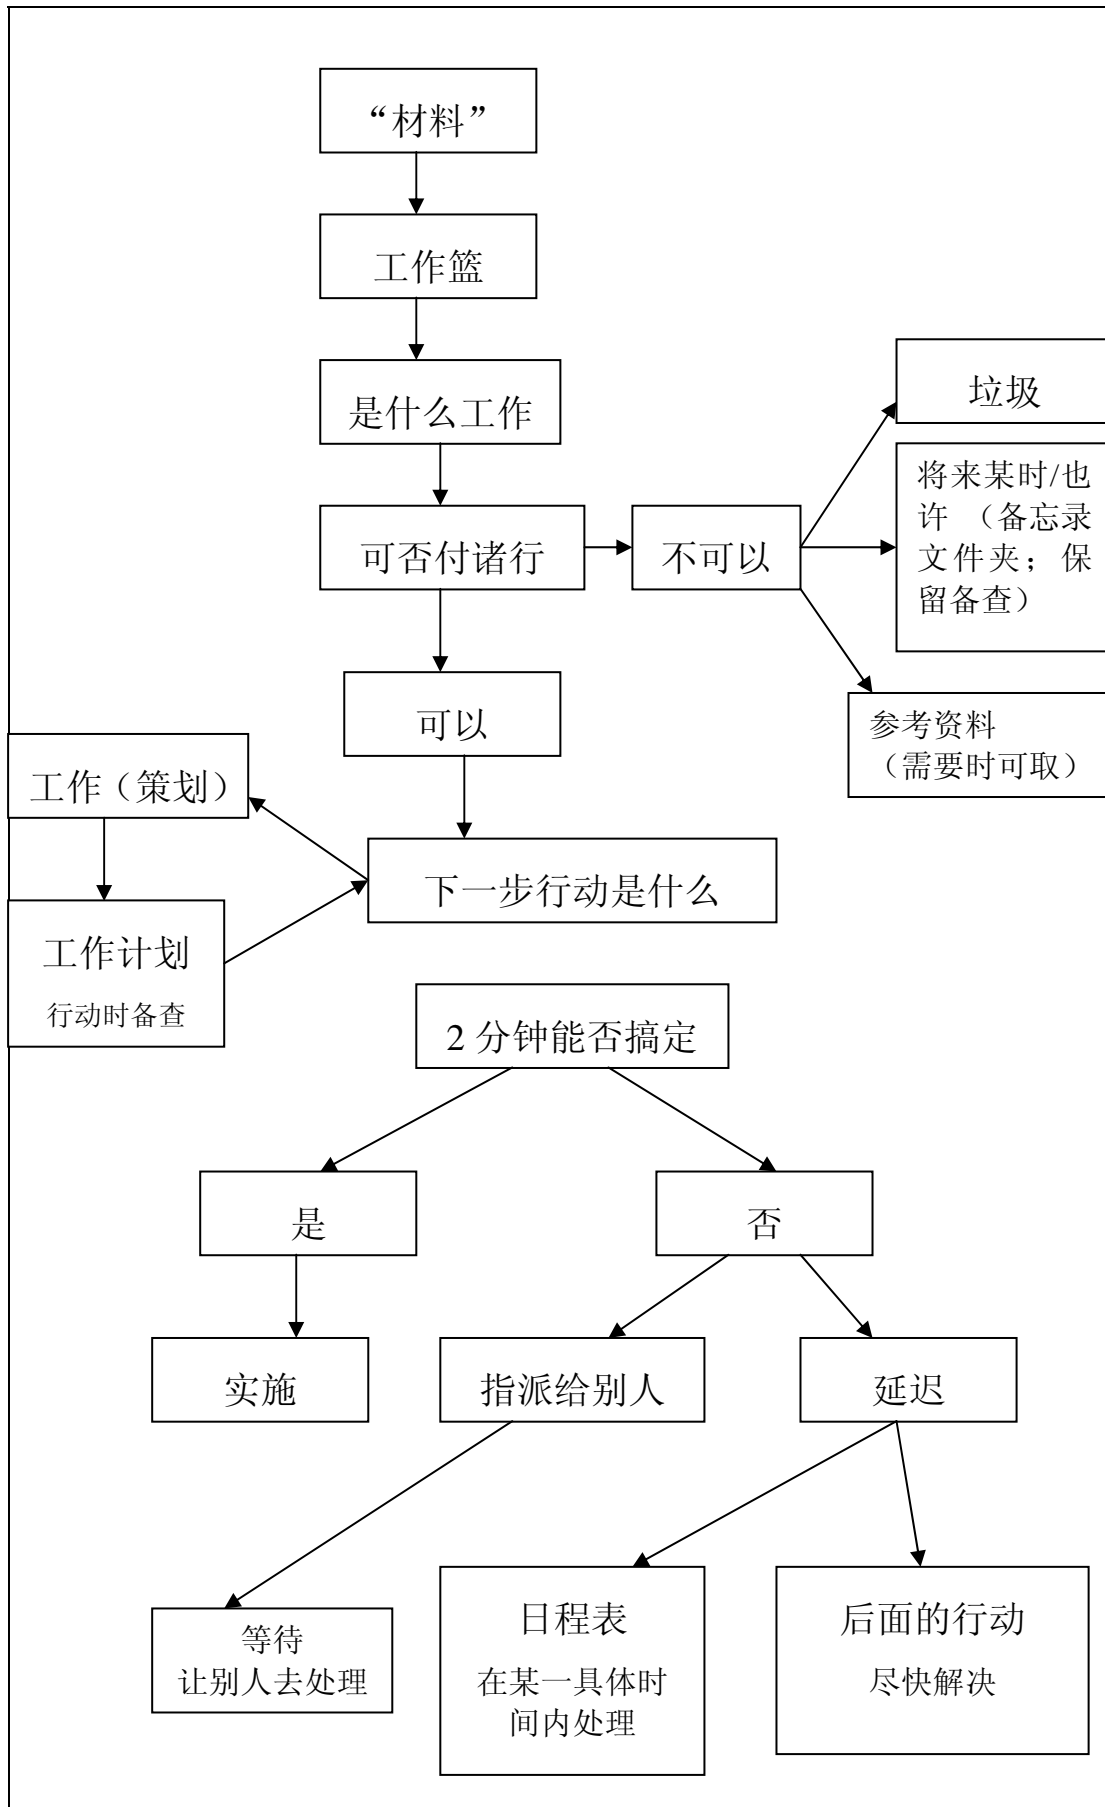 “材料”
工作篮
是什么工作
垃圾
将来某时/也
许 （备忘录
文件夹；保
留备查）
可否付诸行
不可以
可以
参考资料
（需要时可取）
工作（策划）
下一步行动是什么
工作计划
行动时备查
2 分钟能否搞定
是
否
实施
指派给别人
延迟
等待
让别人去处理
日程表
在某一具体时
间内处理
后面的行动
尽快解决